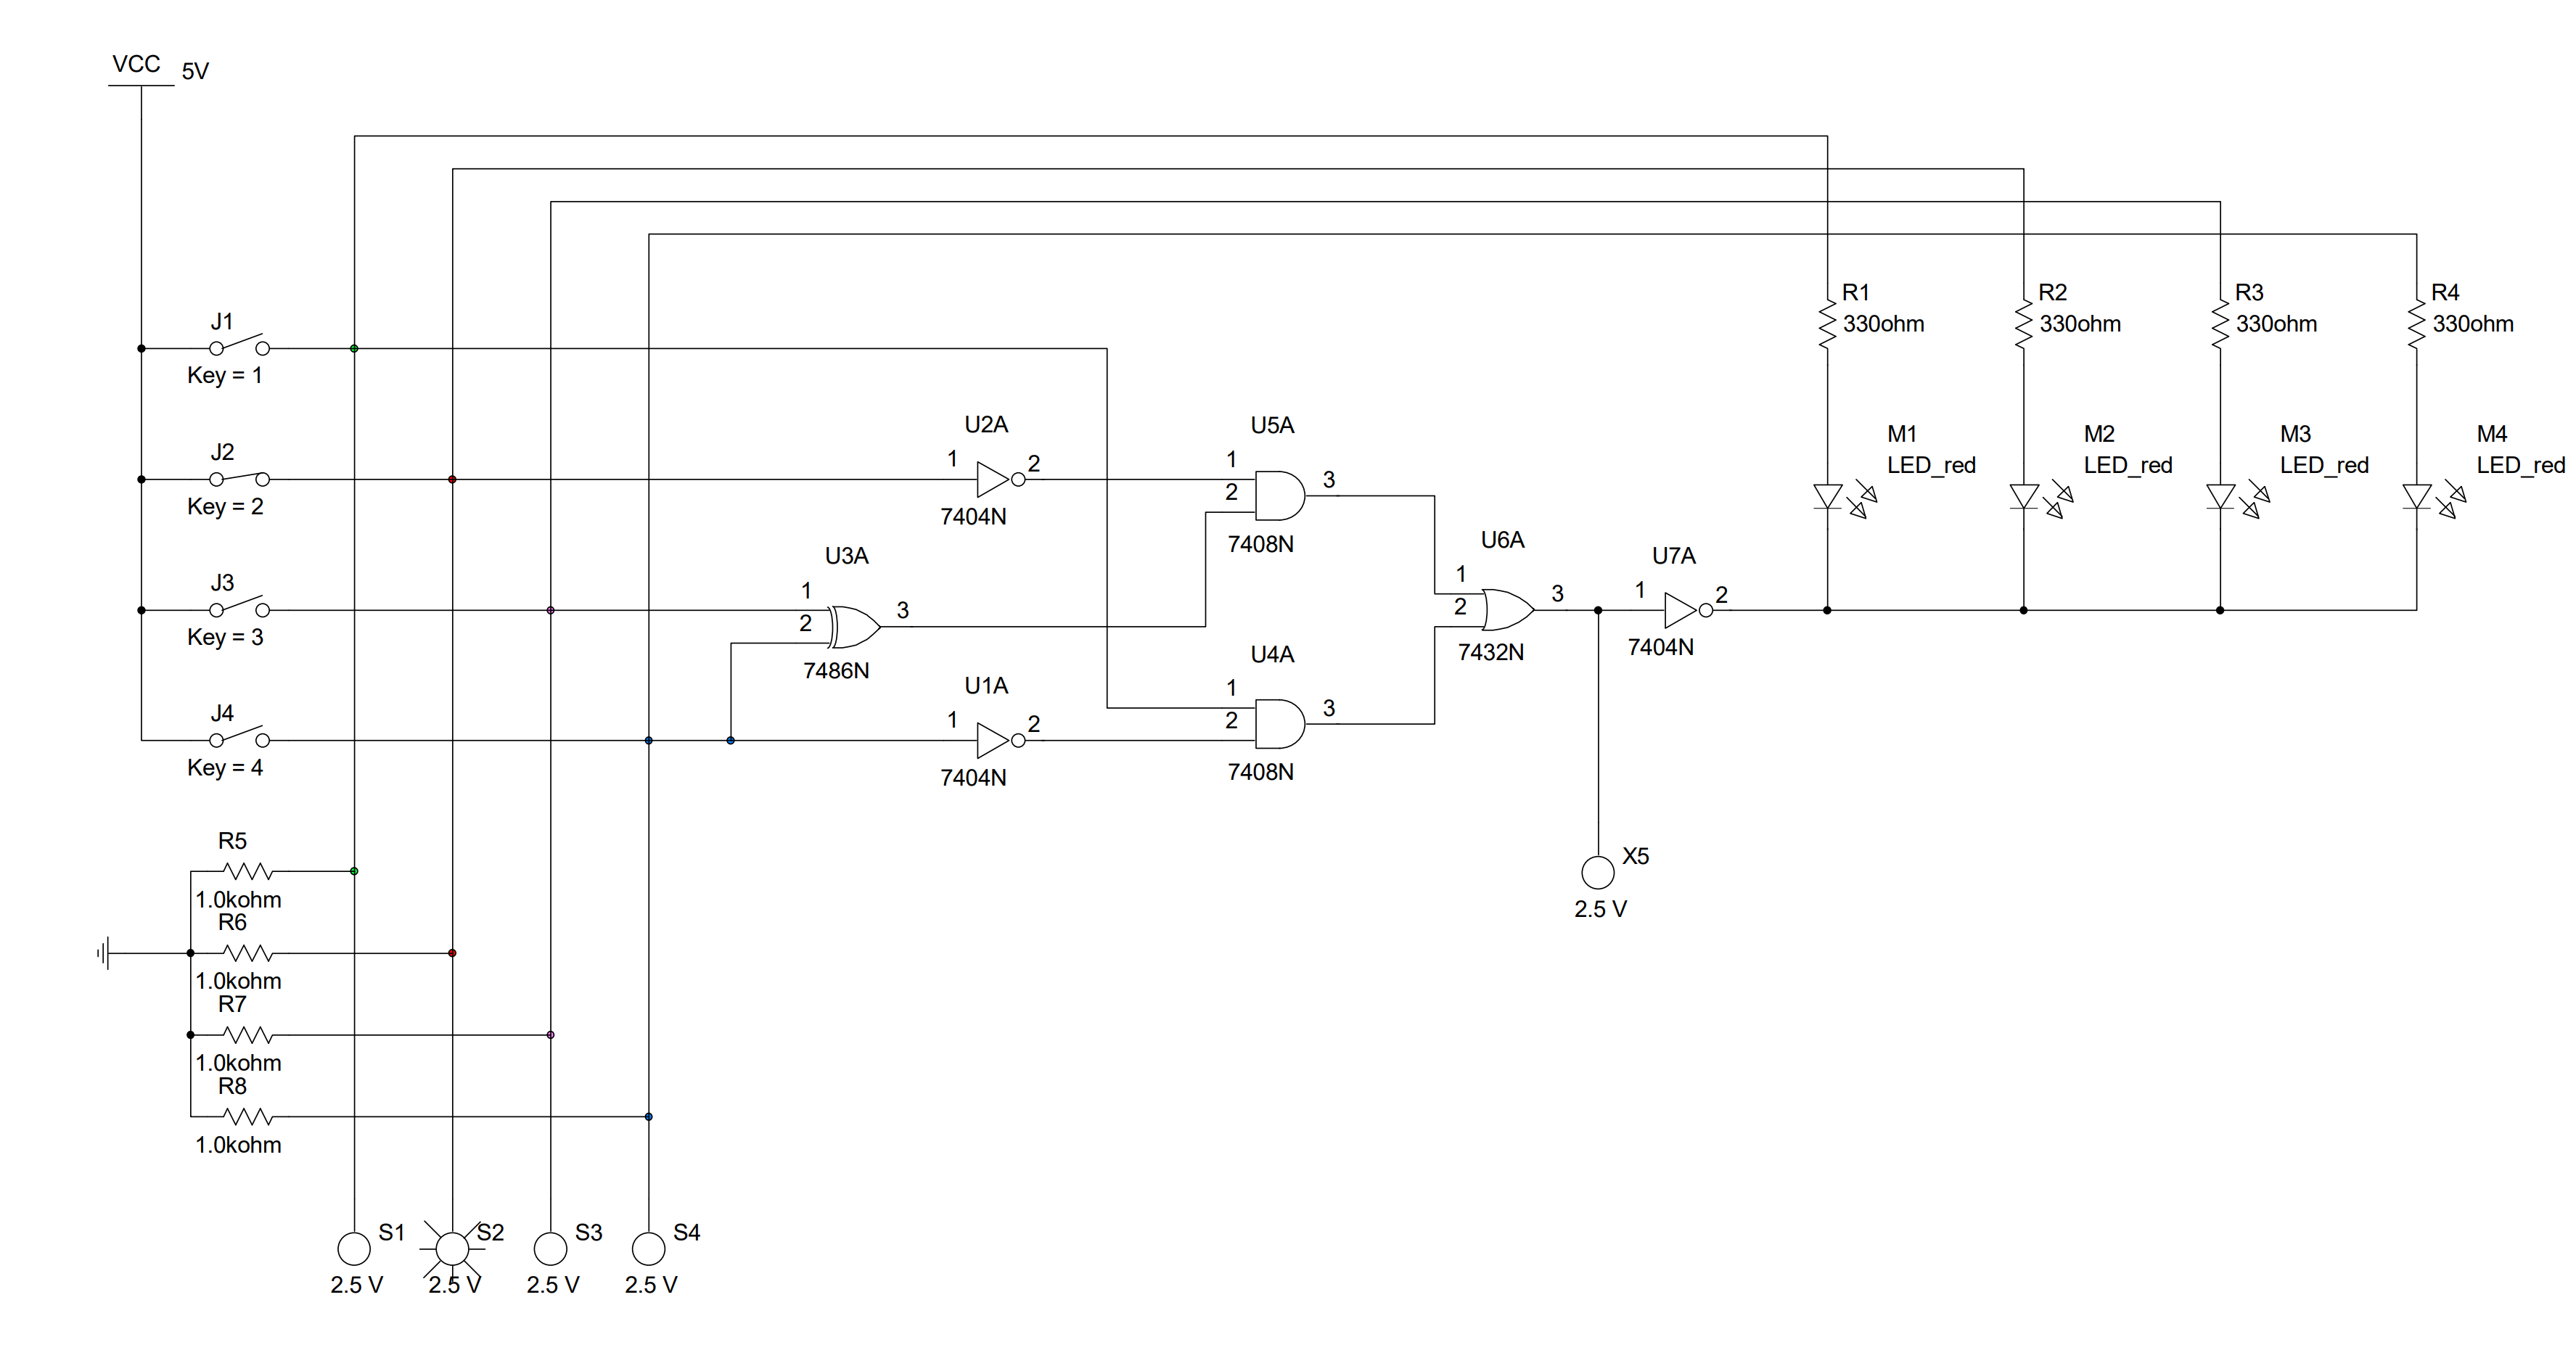 VCC
5V
J1
Key = 1
J2
Key = 2
J3
Key = 3
J4
Key = 4
R5
1.0kohm
R6
1.0kohm
R7
1.0kohm
R8
1.0kohm
S1
2.5 V
S2
2.5 V
S3
2.5 V
S4
2.5 V
U2A
1
2
7404N
U3A
1
2
3
7486N
U1A
1
2
7404N
U5A
1
2
3
7408N
U4A
1
2
3
7408N
U6A
1
2
3
7432N
U7A
1
2
7404N
X5
2.5 V
R1
330ohm
R2
330ohm
R3
330ohm
R4
330ohm
M1
LED_red
M2
LED_red
M3
LED_red
M4
LED_red